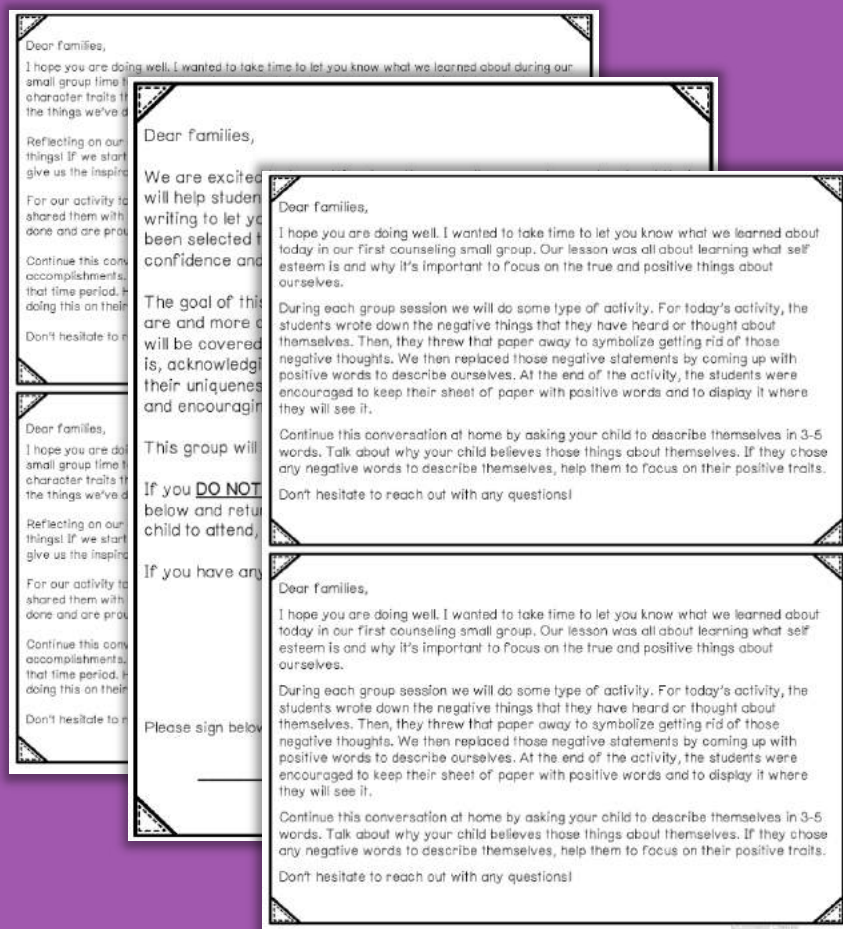 Dear families,
I hope you are doing well. I wanted to take time to let you know what we learned about during our
small group time t
character traits th
the things we've d
Reflecting on our
things! If we start
give us the inspira
For our activity to
shared them with
done and are prou
Continue this conv
accomplishments.
that time period. H
doing this on their
Don't hesitate to r
Dear families,
I hope you are doi
small group time t
character traits th
the things we've d
Reflecting on our
things! If we start
give us the inspira
For our activity to
shared them with
done and are prou
Continue this conv
accomplishments.
that time period. H
doing this on their
Don't hesitate to r
Dear families,
We are excited
will help studen
writing to let yo
been selected t
confidence and
The goal of this
are and more c
will be covered
is, acknowledgi
their uniquenes
and encouragin
This group will
If you DO NOT
below and retur
child to attend,
If you have any
Please sign below
Dear families,
I hope you are doing well. I wanted to take time to let you know what we learned about
today in our first counseling small group. Our lesson was all about learning what self
esteem is and why it's important to focus on the true and positive things about
ourselves.
During each group session we will do some type of activity. For today's activity, the
students wrote down the negative things that they have heard or thought about
themselves. Then, they threw that paper away to symbolize getting rid of those
negative thoughts. We then replaced those negative statements by coming up with
positive words to describe ourselves. At the end of the activity, the students were
encouraged to keep their sheet of paper with positive words and to display it where
they will see it.
Continue this conversation at home by asking your child to describe themselves in 3-5
words. Talk about why your child believes those things about themselves. If they chose
any negative words to describe themselves, help them to focus on their positive traits.
Don't hesitate to reach out with any questions!
Dear families,
I hope you are doing well. I wanted to take time to let you know what we learned about
today in our first counseling small group. Our lesson was all about learning what self
esteem is and why it's important to focus on the true and positive things about
ourselves.
During each group session we will do some type of activity. For today's activity, the
students wrote down the negative things that they have heard or thought about
themselves. Then, they threw that paper away to symbolize getting rid of those
negative thoughts. We then replaced those negative statements by coming up with
positive words to describe ourselves. At the end of the activity, the students were
encouraged to keep their sheet of paper with positive words and to display it where
they will see it.
Continue this conversation at home by asking your child to describe themselves in 3-5
words. Talk about why your child believes those things about themselves. If they chose
any negative words to describe themselves, help them to focus on their positive traits.
Don't hesitate to reach out with any questions!